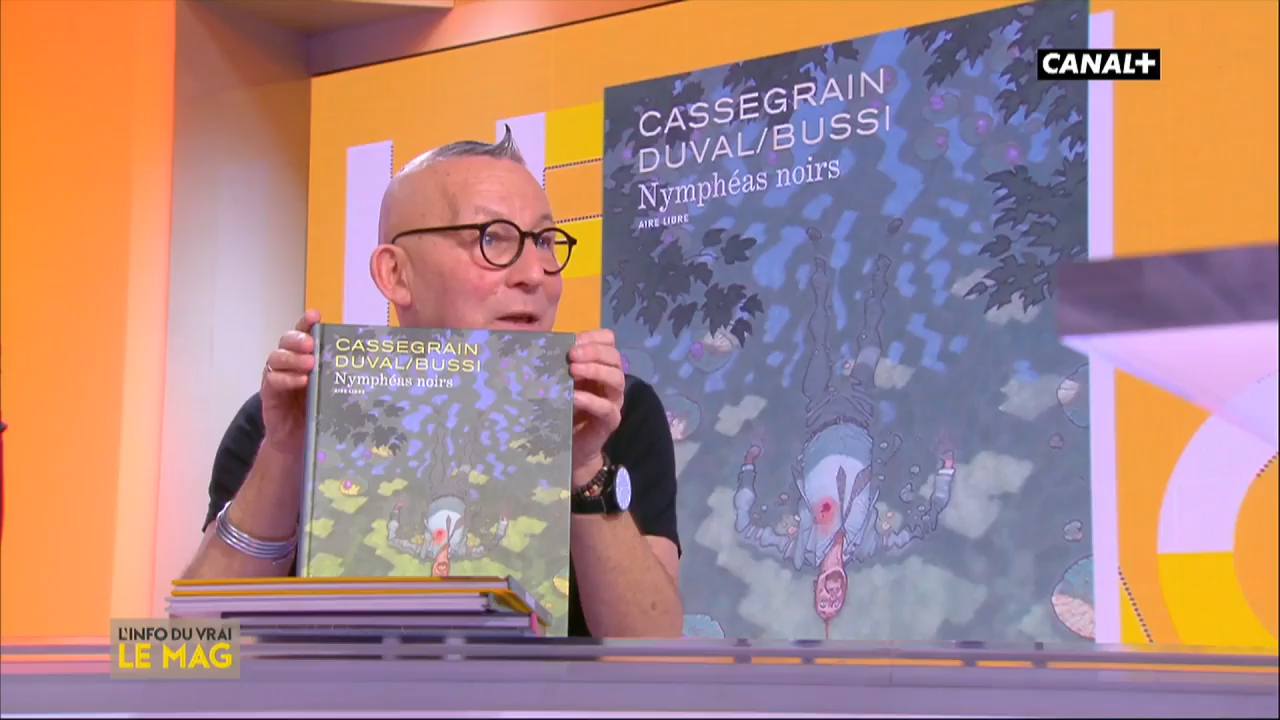 CANAL+
CASSEGRAIN
DUVAL/BUSSI
Nymphéas noirs
AIRE LIBRE
CASSEGRAIN
DUVAL/BUSSI
Nymphéas noirs
AIRE LIBRE
L'INFO DU VRAI
LE MAG